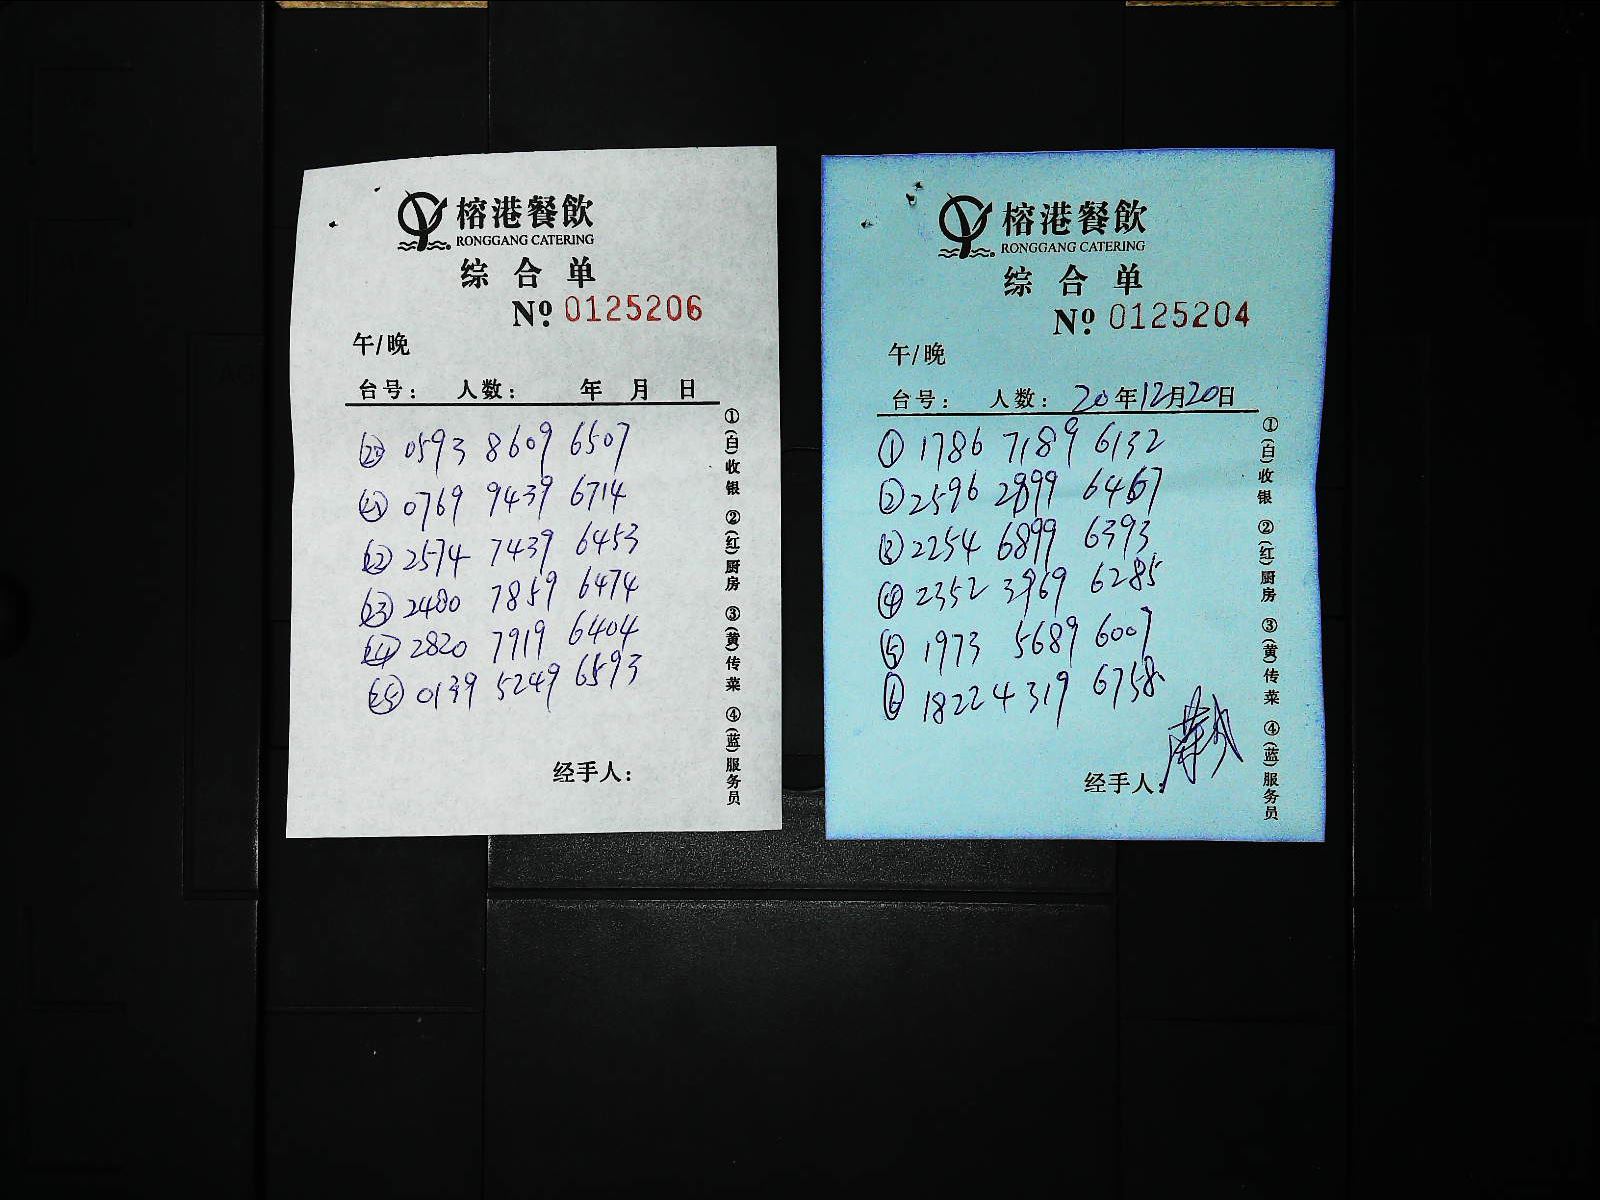 榕港餐飲
RONGGANG CATERING
综合单
Nº 0125206
午/晚
台号： 人数： 年 月 日
⑳ 0593 8609 6507
㉑ 0769 9439 6714
㉒ 2574 7439 6453
㉓ 2480 7859 6474
㉔ 2820 7919 6404
㉕ 0139 5249 6593
经手人：
①(白)收银 ②(红)厨房 ③(黄)传菜 ④(蓝)服务员
榕港餐飲
RONGGANG CATERING
综合单
Nº 0125204
午/晚
台号： 人数： 20年12月20日
① 1786 7189 6132
② 2596 2899 6467
③ 2254 6899 6393
④ 2352 3969 6285
⑤ 1973 5689 6007
⑥ 1822 4319 6758
经手人：
①(白)收银 ②(红)厨房 ③(黄)传菜 ④(蓝)服务员